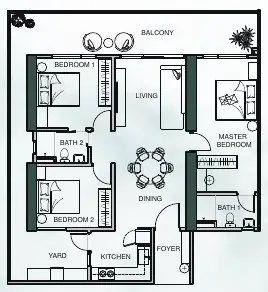 BALCONY
BEDROOM 1
LIVING
MASTER
BEDROOM
BATH 2
DINING
BEDROOM 2
BATH 1
FOYER
YARD
KITCHEN